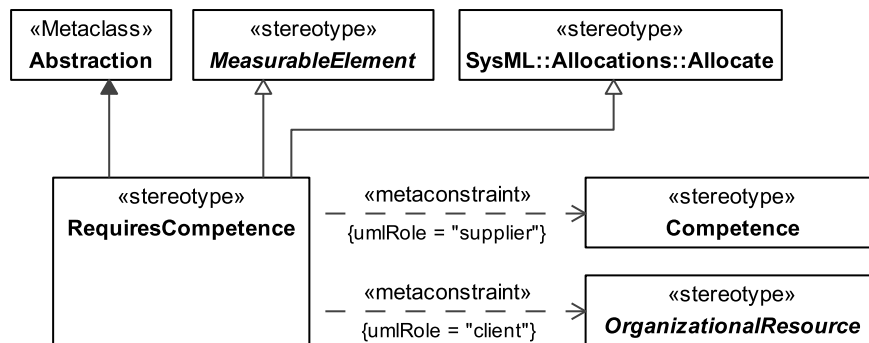 «Metaclass»
Abstraction
«stereotype»
MeasurableElement
«stereotype»
SysML::Allocations::Allocate
«stereotype»
RequiresCompetence
«metaconstraint»
{umlRole = "supplier"}
«stereotype»
Competence
«metaconstraint»
{umlRole = "client"}
«stereotype»
OrganizationalResource